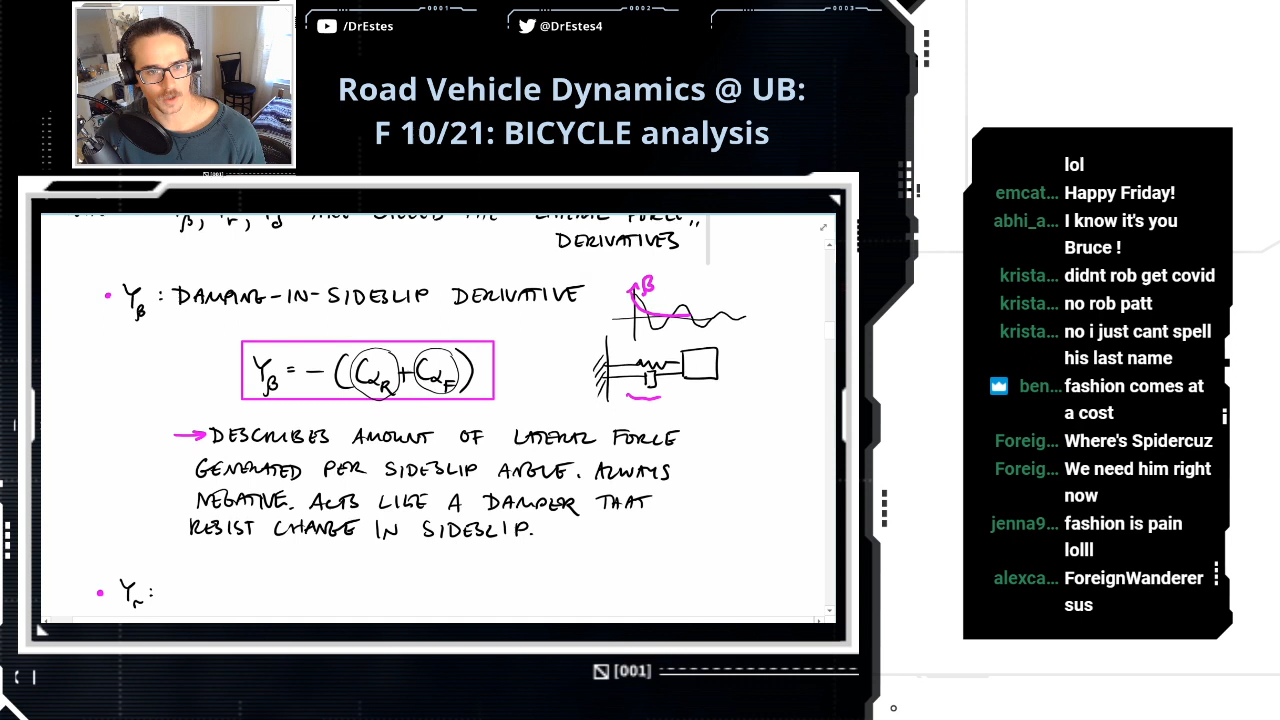 /DrEstes
@DrEstes4
0001
0002
0003
Road Vehicle Dynamics @ UB:
F 10/21: BICYCLE analysis
[001]
DERIVATIVES
• Yβ : DAMPING-IN-SIDESLIP DERIVATIVE
β
Yβ = - (CαR + CαF)
→ DESCRIBES AMOUNT OF LATERAL FORCE
GENERATED PER SIDESLIP ANGLE. ALWAYS
NEGATIVE. ACTS LIKE A DAMPER THAT
RESIST CHANGE IN SIDESLIP.
• Yr :
[001]
lol
emcat... Happy Friday!
abhi_a... I know it's you
Bruce !
krista... didnt rob get covid
krista... no rob patt
krista... no i just cant spell
his last name
ben... fashion comes at
a cost
Foreig... Where's Spidercuz
Foreig... We need him right
now
jenna9... fashion is pain
lolll
alexca... ForeignWanderer
sus